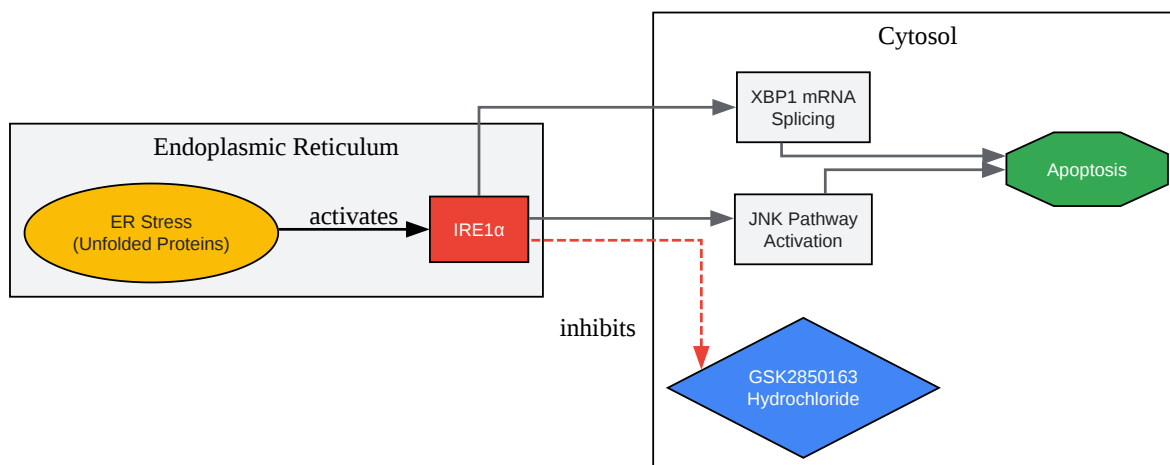 Cytosol
XBP1 mRNA
Splicing
Endoplasmic Reticulum
Apoptosis
ER Stress
(Unfolded Proteins)
activates
IRE1α
JNK Pathway
Activation
inhibits
GSK2850163
Hydrochloride